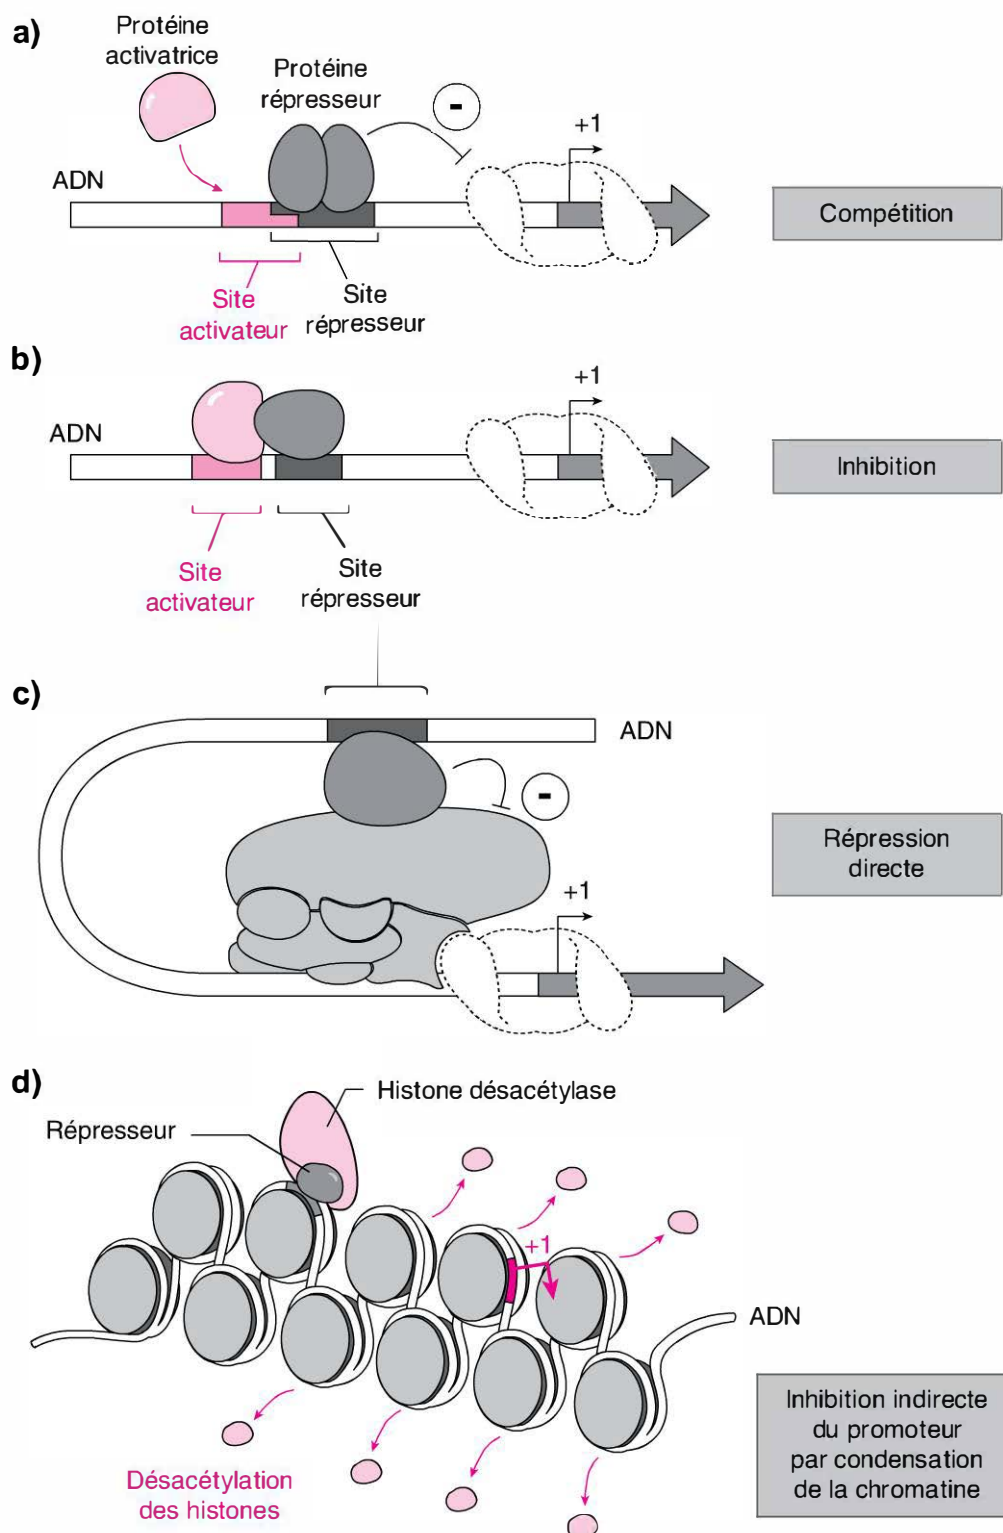 a)
Protéine
activatrice
Protéine
répresseur
-
+1
ADN
Compétition
Site
activateur
Site
répresseur
b)
+1
ADN
Inhibition
Site
activateur
Site
répresseur
c)
ADN
-
Répression
directe
+1
d)
Histone désacétylase
Répresseur
+1
ADN
Inhibition indirecte
du promoteur
par condensation
de la chromatine
Désacétylation
des histones